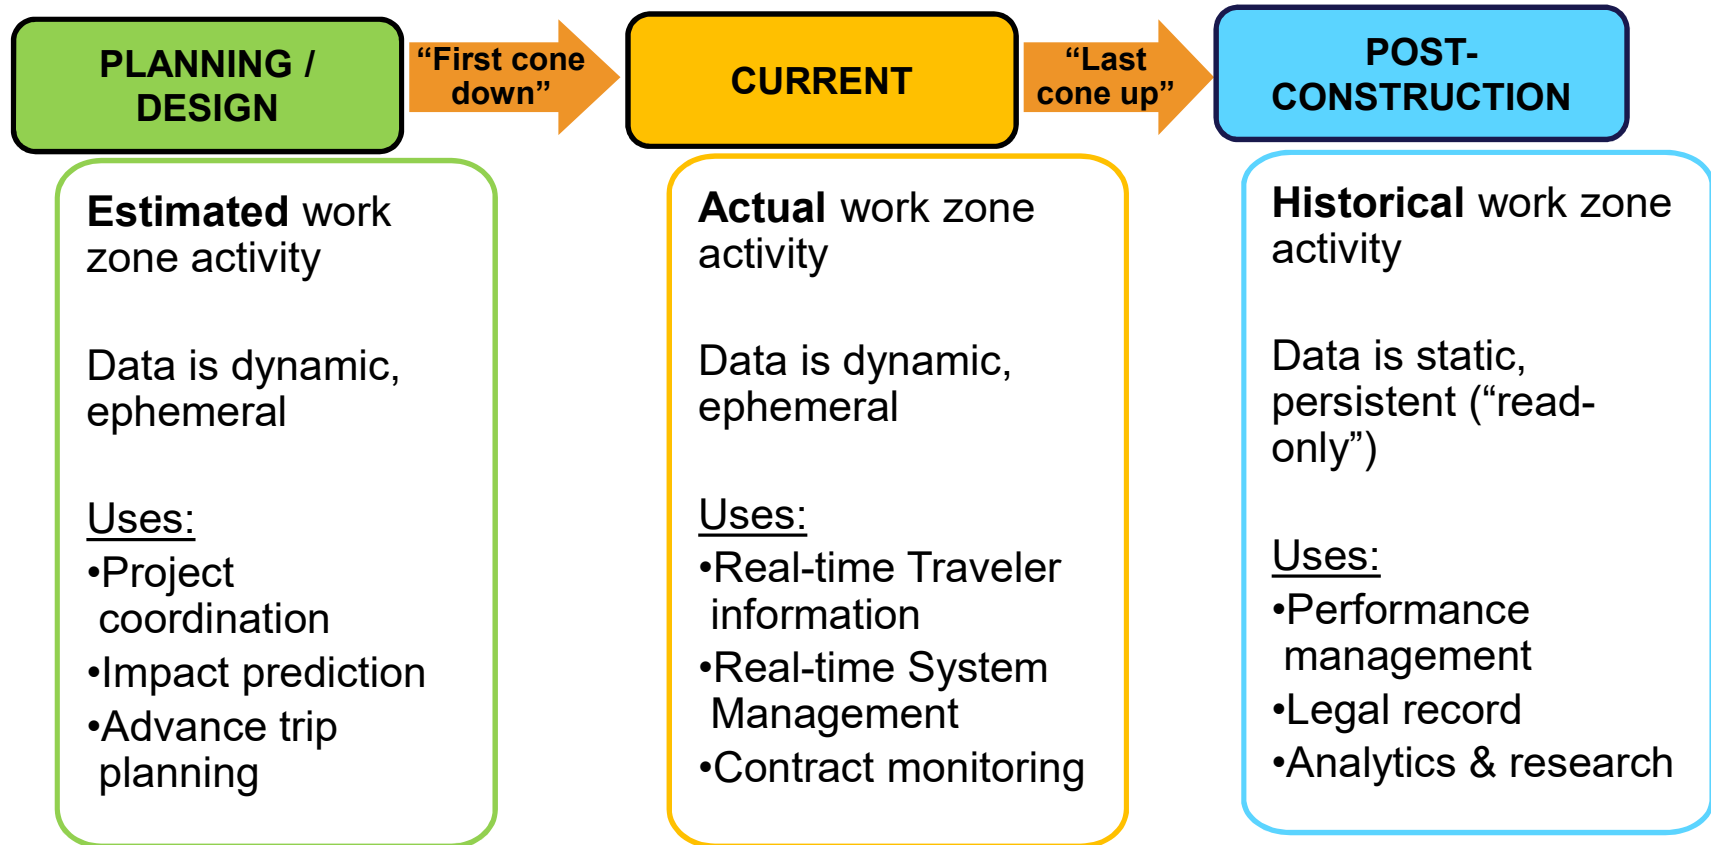 PLANNING /
DESIGN
“First cone
down”
CURRENT
“Last
cone up”
POST-
CONSTRUCTION
Estimated work
zone activity
Data is dynamic,
ephemeral
Uses:
•Project
coordination
•Impact prediction
•Advance trip
planning
Actual work zone
activity
Data is dynamic,
ephemeral
Uses:
•Real-time Traveler
information
•Real-time System
Management
•Contract monitoring
Historical work zone
activity
Data is static,
persistent (“read-
only”)
Uses:
•Performance
management
•Legal record
•Analytics & research